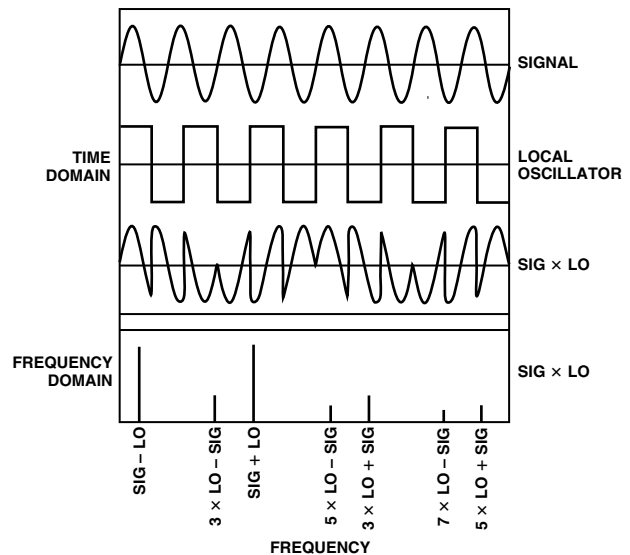 SIGNAL
TIME
DOMAIN
LOCAL
OSCILLATOR
SIG × LO
FREQUENCY
DOMAIN
SIG × LO
SIG – LO
3 × LO – SIG
SIG + LO
5 × LO – SIG
3 × LO + SIG
7 × LO – SIG
5 × LO + SIG
FREQUENCY